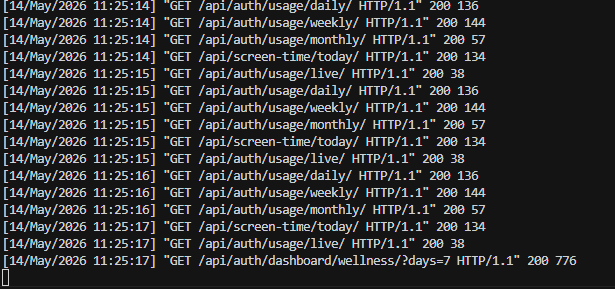 [14/May/2026 11:25:14] "GET /api/auth/usage/daily/ HTTP/1.1" 200 136
[14/May/2026 11:25:14] "GET /api/auth/usage/weekly/ HTTP/1.1" 200 144
[14/May/2026 11:25:14] "GET /api/auth/usage/monthly/ HTTP/1.1" 200 57
[14/May/2026 11:25:14] "GET /api/screen-time/today/ HTTP/1.1" 200 134
[14/May/2026 11:25:15] "GET /api/auth/usage/live/ HTTP/1.1" 200 38
[14/May/2026 11:25:15] "GET /api/auth/usage/daily/ HTTP/1.1" 200 136
[14/May/2026 11:25:15] "GET /api/auth/usage/weekly/ HTTP/1.1" 200 144
[14/May/2026 11:25:15] "GET /api/auth/usage/monthly/ HTTP/1.1" 200 57
[14/May/2026 11:25:15] "GET /api/screen-time/today/ HTTP/1.1" 200 134
[14/May/2026 11:25:15] "GET /api/auth/usage/live/ HTTP/1.1" 200 38
[14/May/2026 11:25:16] "GET /api/auth/usage/daily/ HTTP/1.1" 200 136
[14/May/2026 11:25:16] "GET /api/auth/usage/weekly/ HTTP/1.1" 200 144
[14/May/2026 11:25:16] "GET /api/auth/usage/monthly/ HTTP/1.1" 200 57
[14/May/2026 11:25:17] "GET /api/screen-time/today/ HTTP/1.1" 200 134
[14/May/2026 11:25:17] "GET /api/auth/usage/live/ HTTP/1.1" 200 38
[14/May/2026 11:25:17] "GET /api/auth/dashboard/wellness/?days=7 HTTP/1.1" 200 776